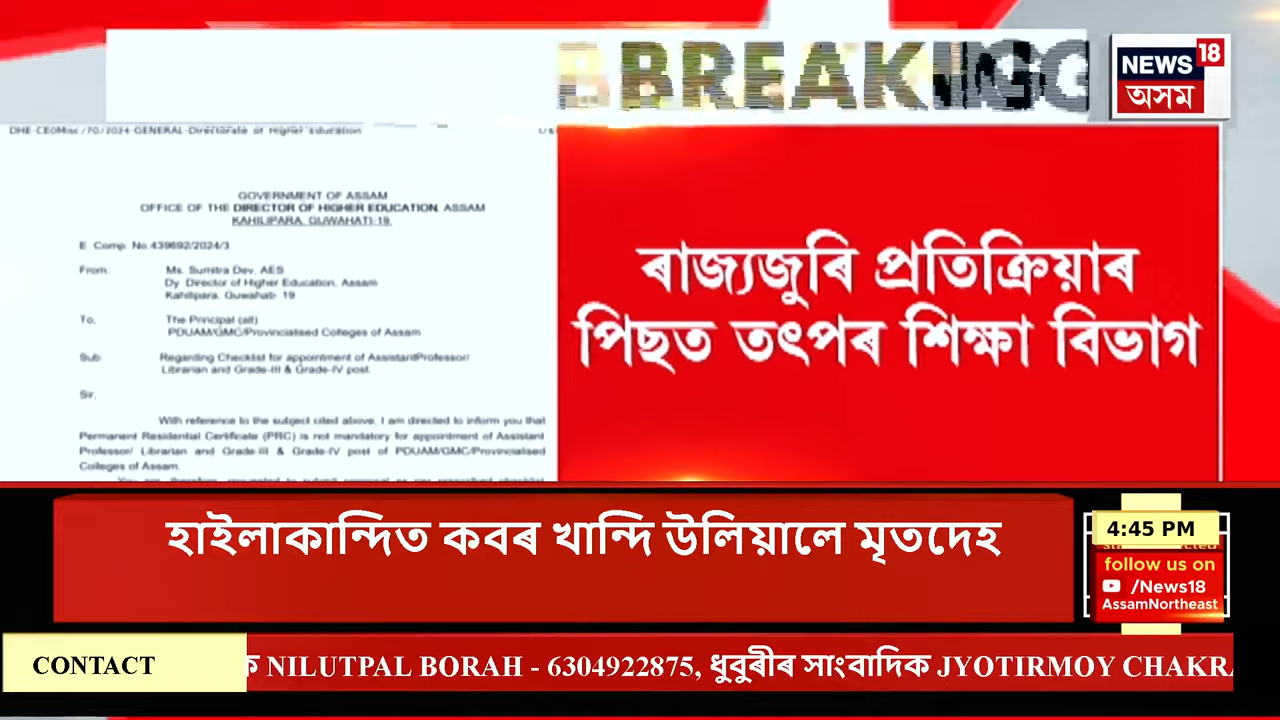 BREAKING
NEWS 18
অসম
DHE-CEOMisc/70/2024-GENERAL-Directorate of Higher Education
GOVERNMENT OF ASSAM
OFFICE OF THE DIRECTOR OF HIGHER EDUCATION, ASSAM
KAHILIPARA, GUWAHATI-19.
E. Comp. No.439692/2024/3
From: Ms. Sumitra Dev, AES
Dy. Director of Higher Education, Assam
Kahilipara, Guwahati- 19
To, The Principal (all)
PDUAM/GMC/Provincialised Colleges of Assam
Sub: Regarding Checklist for appointment of AssistantProfessor/
Librarian and Grade-III & Grade-IV post.
Sir,
With reference to the subject cited above, I am directed to inform you that
Permanent Residential Certificate (PRC) is not mandatory for appointment of Assistant
Professor/ Librarian and Grade-III & Grade-IV post of PDUAM/GMC/Provincialised
Colleges of Assam.
ৰাজ্যজুৰি প্ৰতিক্ৰিয়াৰ
পিছত তৎপৰ শিক্ষা বিভাগ
হাইলাকান্দিত কবৰ খান্দি উলিয়ালে মৃতদেহ
4:45 PM
follow us on
/News18
AssamNortheast
CONTACT
ক NILUTPAL BORAH - 6304922875, ধুবুৰীৰ সাংবাদিক JYOTIRMOY CHAKRA